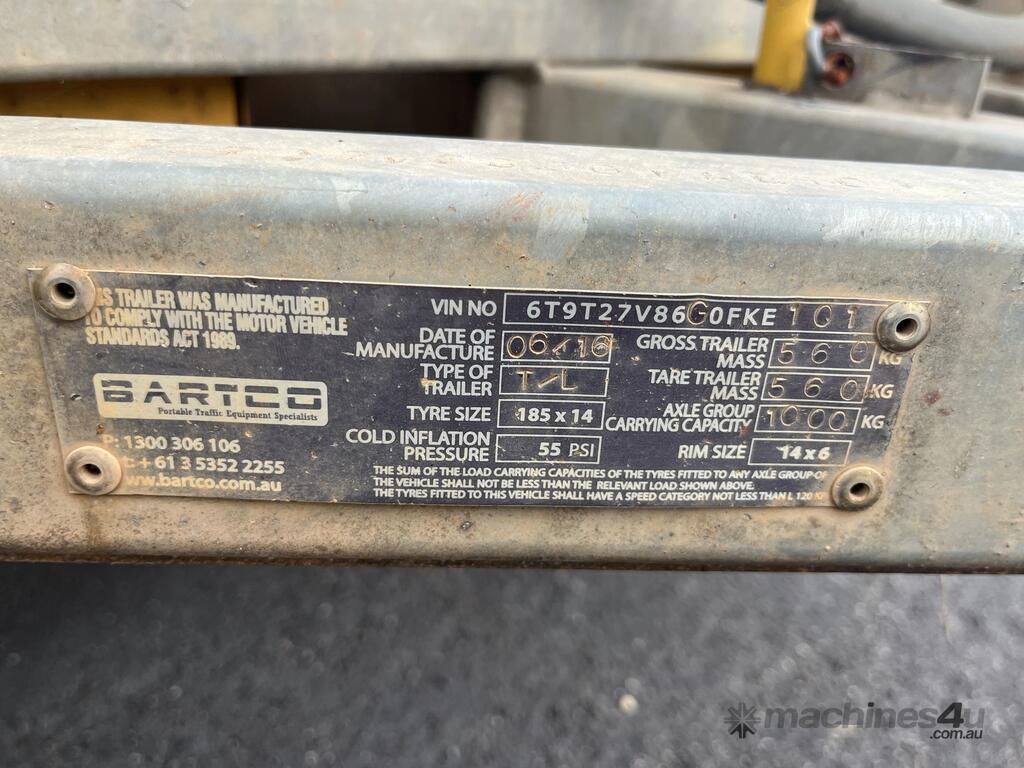 IS TRAILER WAS MANUFACTURED
TO COMPLY WITH THE MOTOR VEHICLE
STANDARDS ACT 1989.
BARTCO
Portable Traffic Equipment Specialists
P: 1300 306 106
: + 61 3 5352 2255
www.bartco.com.au
VIN NO 6T9T27V86G0FKE101
DATE OF
MANUFACTURE 06/16
TYPE OF
TRAILER T/L
TYRE SIZE 185 x 14
COLD INFLATION
PRESSURE 55 PSI
GROSS TRAILER
MASS 560 KG
TARE TRAILER
MASS 560 KG
AXLE GROUP
CARRYING CAPACITY 1000 KG
RIM SIZE 14 x 6
THE SUM OF THE LOAD CARRYING CAPACITIES OF THE TYRES FITTED TO ANY AXLE GROUP OF
THE VEHICLE SHALL NOT BE LESS THAN THE RELEVANT LOAD SHOWN ABOVE.
THE TYRES FITTED TO THIS VEHICLE SHALL HAVE A SPEED CATEGORY NOT LESS THAN L 120
machines4u
.com.au